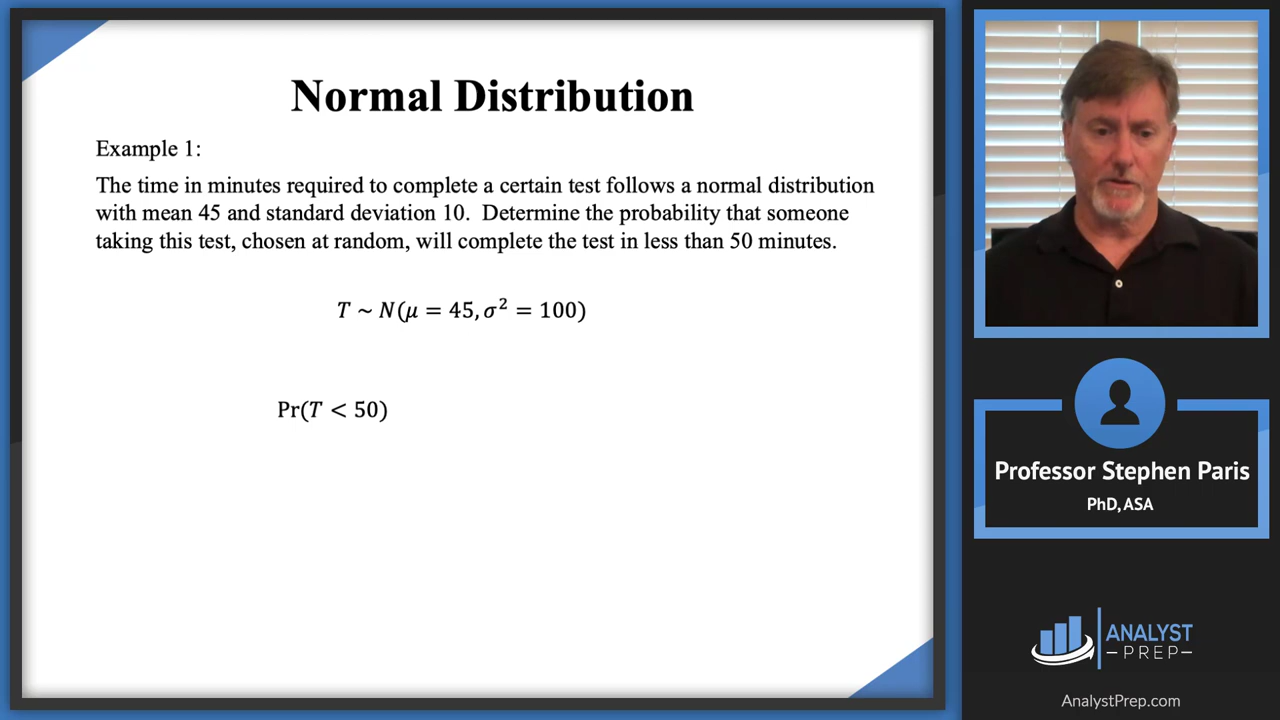 Normal Distribution
Example 1:
The time in minutes required to complete a certain test follows a normal distribution
with mean 45 and standard deviation 10. Determine the probability that someone
taking this test, chosen at random, will complete the test in less than 50 minutes.
T ~ N(μ = 45, σ² = 100)
Pr(T < 50)
Professor Stephen Paris
PhD, ASA
ANALYST
–PREP–
AnalystPrep.com